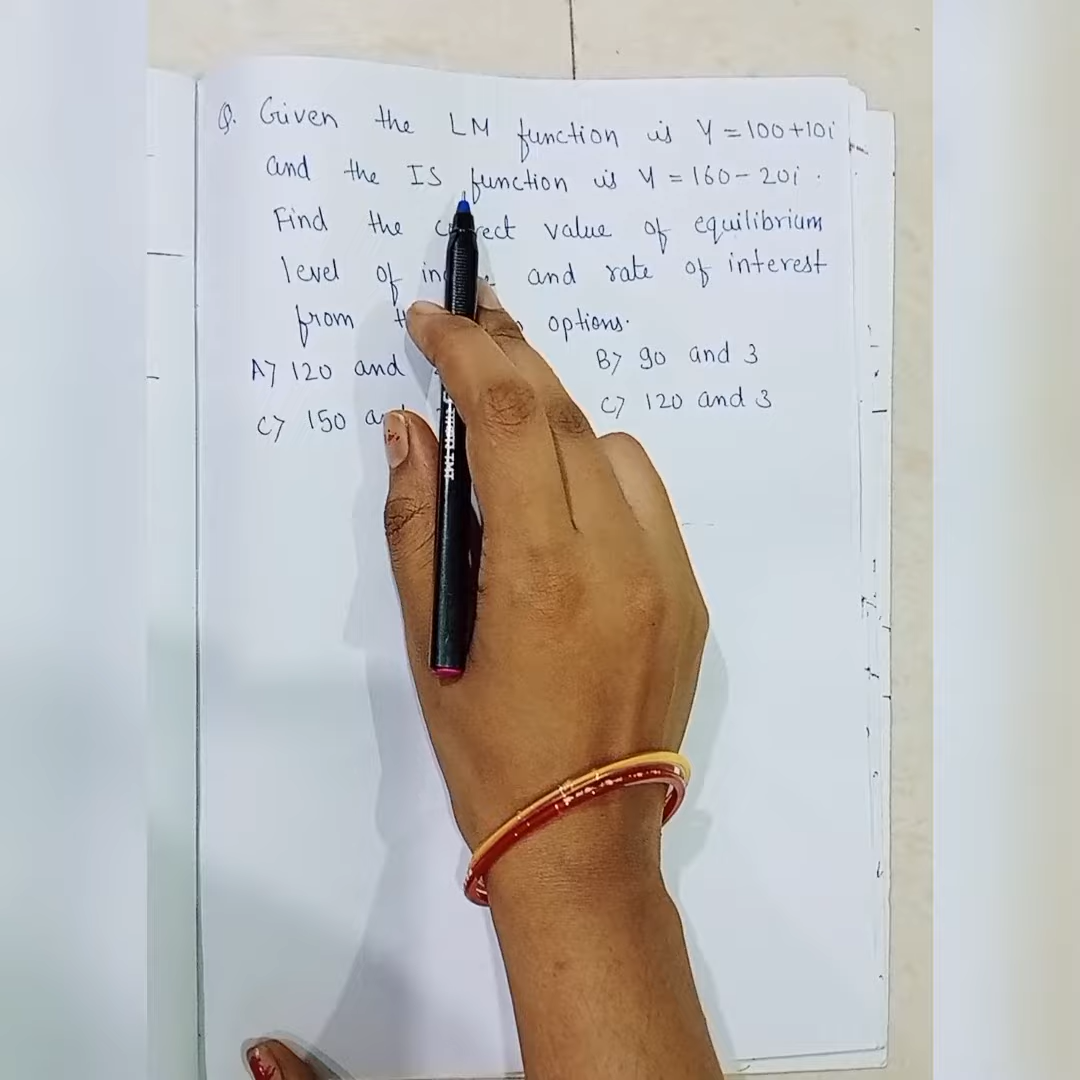 Q. Given the LM function is Y = 100 + 10i
and the IS function is Y = 160 - 20i .
Find the value of equilibrium
level of and rate of interest
from options.
A> 120 and B> 90 and 3
C> 150 C> 120 and 3